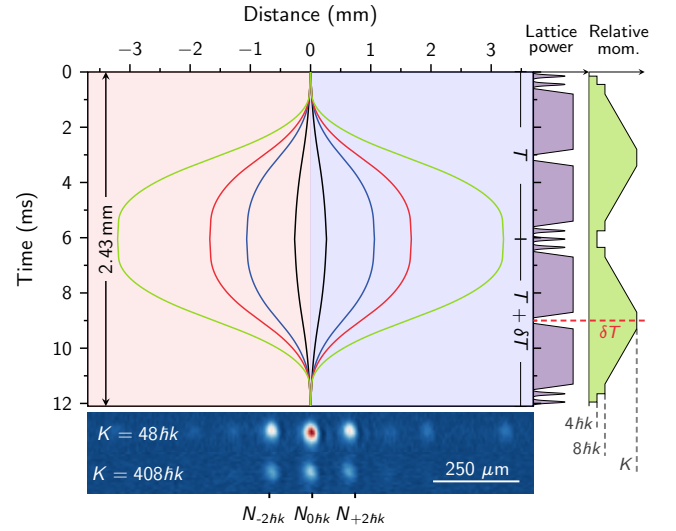 Distance (mm)
Lattice power
Relative mom.
−3 −2 −1 0 1 2 3
Time (ms)
0
2
4
6
8
10
12
2.43 mm
T
T + δT
δT
4ℏk
8ℏk
K
K = 48ℏk
K = 408ℏk
250 μm
N-2ℏk N0ℏk N+2ℏk